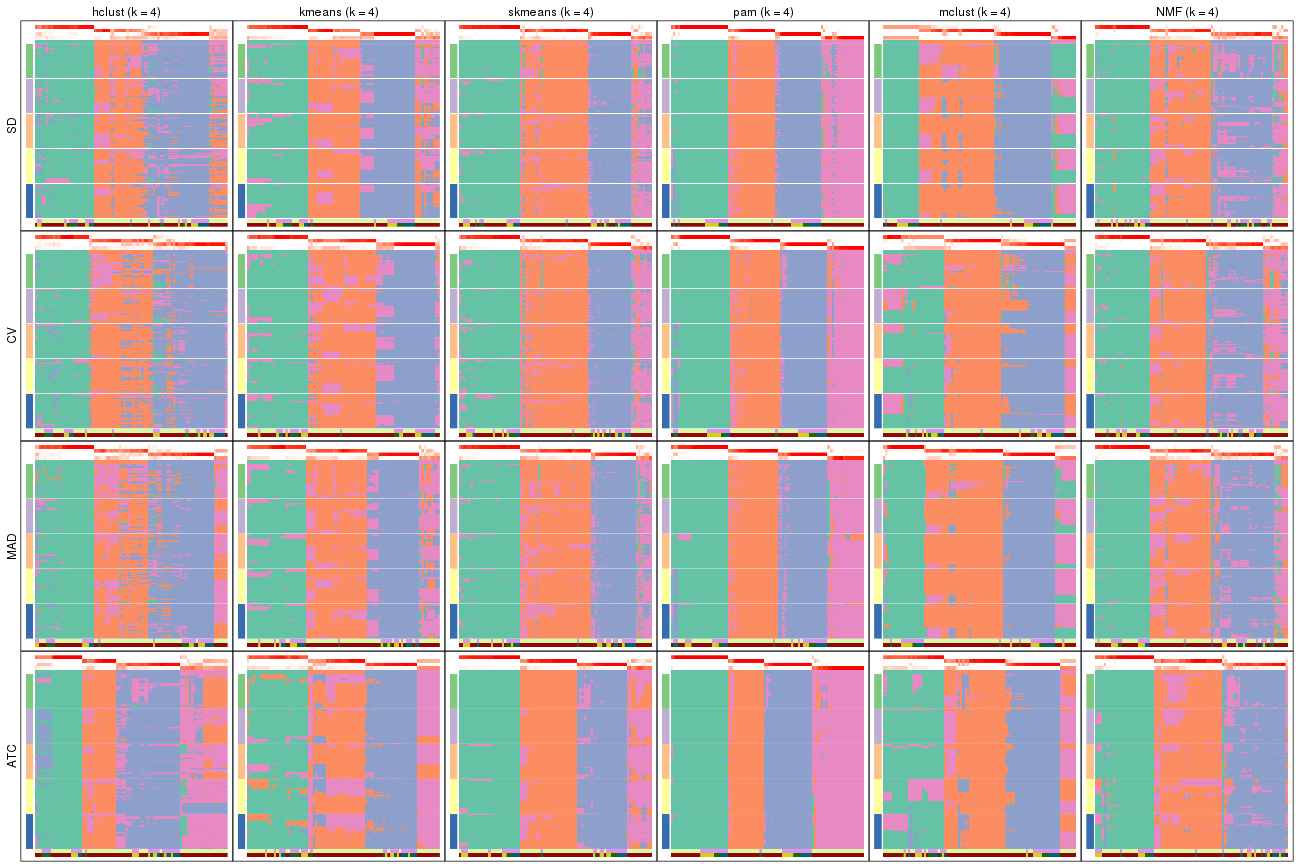 hclust (k = 4) kmeans (k = 4) skmeans (k = 4) pam (k = 4) mclust (k = 4) NMF (k = 4)
SD
CV
MAD
ATC